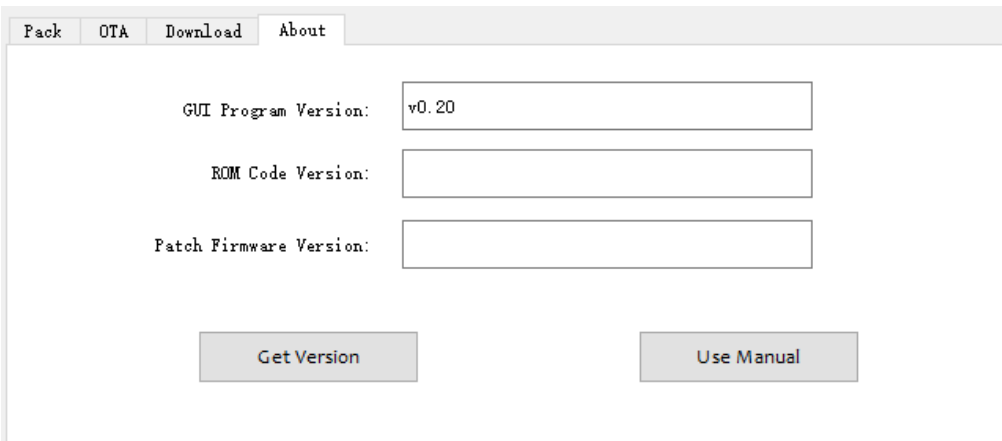 Pack OTA Download About
GUI Program Version: v0.20
ROM Code Version:
Patch Firmware Version:
Get Version Use Manual